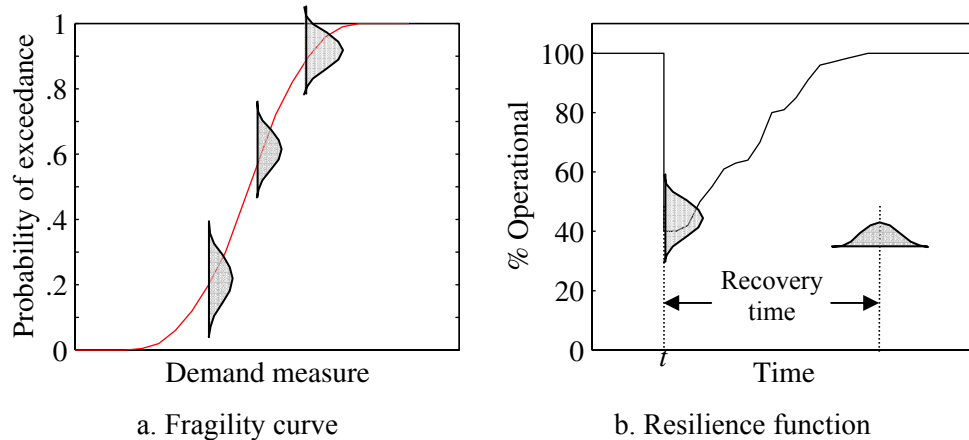 1
.8
.6
.4
.2
0
Probability of exceedance
Demand measure
a. Fragility curve
100
80
60
40
20
0
% Operational
Recovery
time
t
Time
b. Resilience function